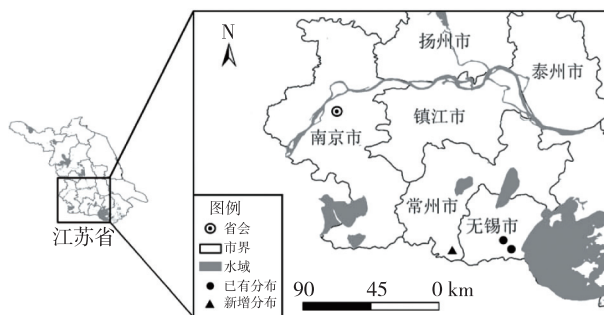 N
扬州市
泰州市
镇江市
南京市
常州市
无锡市
江苏省
图例
省会
市界
水域
已有分布
新增分布
90 45 0 km